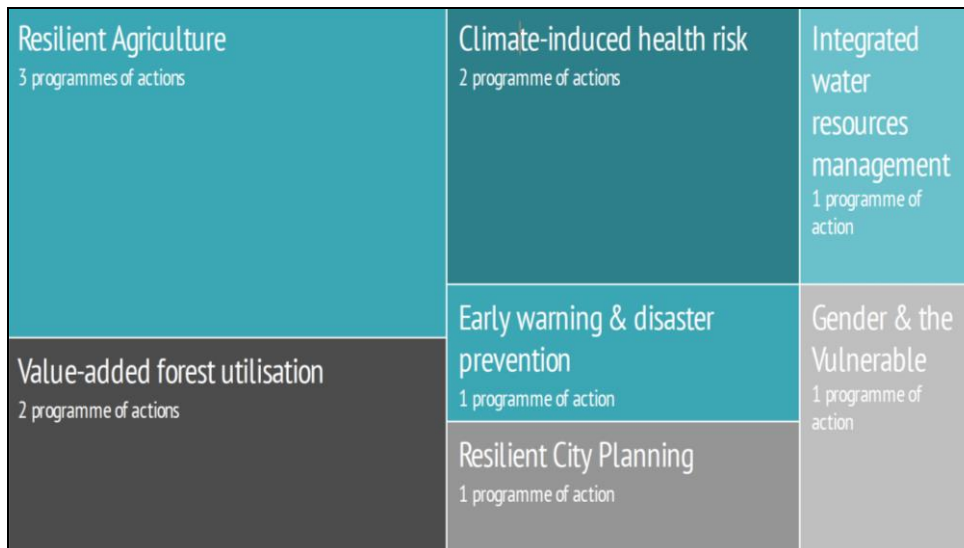 Resilient Agriculture
3 programmes of actions
Value-added forest utilisation
2 programme of actions
Climate-induced health risk
2 programme of actions
Early warning & disaster
prevention
1 programme of action
Resilient City Planning
1 programme of action
Integrated
water
resources
management
1 programme of
action
Gender & the
Vulnerable
1 programme of
action